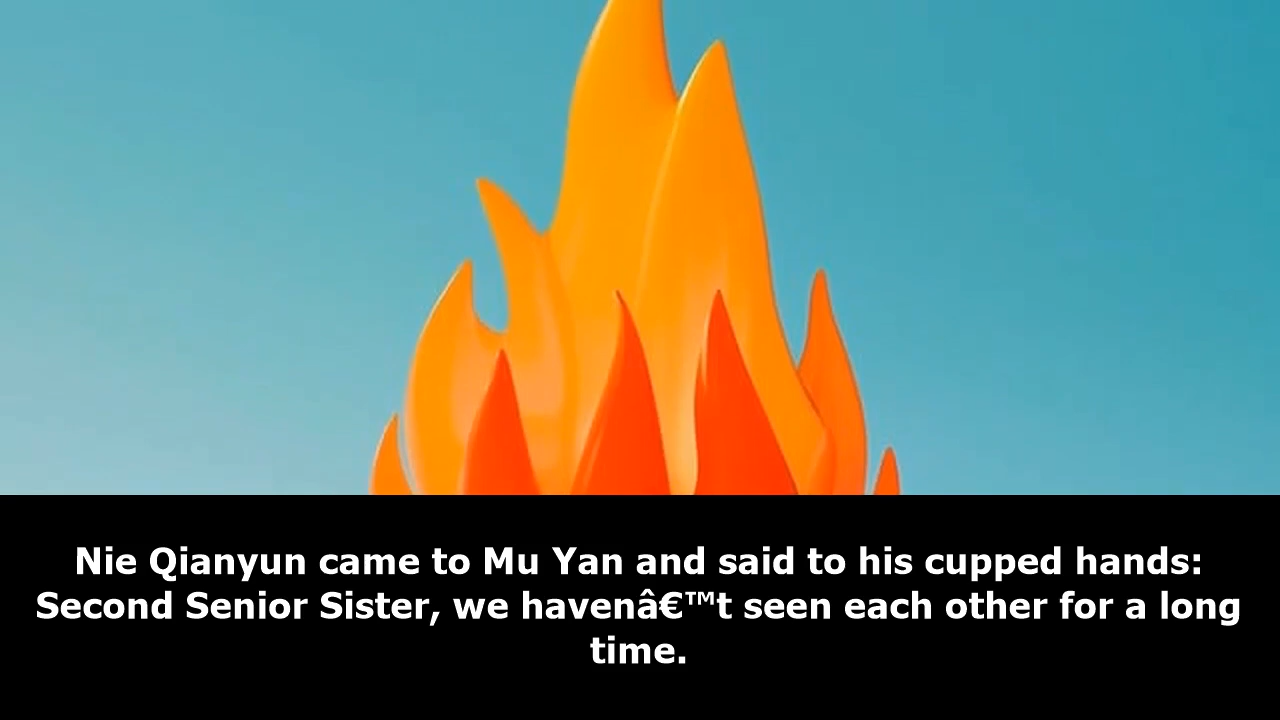 Nie Qianyun came to Mu Yan and said to his cupped hands:
Second Senior Sister, we havenâ€™t seen each other for a long
time.